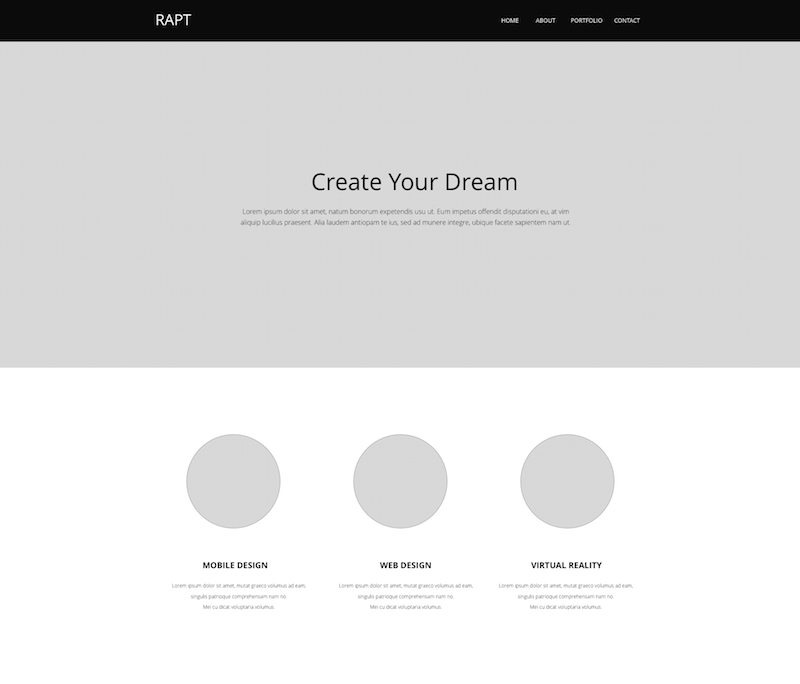 RAPT
HOME ABOUT PORTFOLIO CONTACT
Create Your Dream
Lorem ipsum dolor sit amet, natum bonorum expetendis usu ut. Eum impetus offendit disputationi eu, at vim
aliquip lucilius praesent. Alia laudem antiopam te ius, sed ad munere integre, ubique facete sapientem nam ut.
MOBILE DESIGN
Lorem ipsum dolor sit amet, mutat graeco volumus ad eam,
singulis patrioque comprehensam nam no.
Mei cu dicat voluptaria volumus.
WEB DESIGN
Lorem ipsum dolor sit amet, mutat graeco volumus ad eam,
singulis patrioque comprehensam nam no.
Mei cu dicat voluptaria volumus.
VIRTUAL REALITY
Lorem ipsum dolor sit amet, mutat graeco volumus ad eam,
singulis patrioque comprehensam nam no.
Mei cu dicat voluptaria volumus.